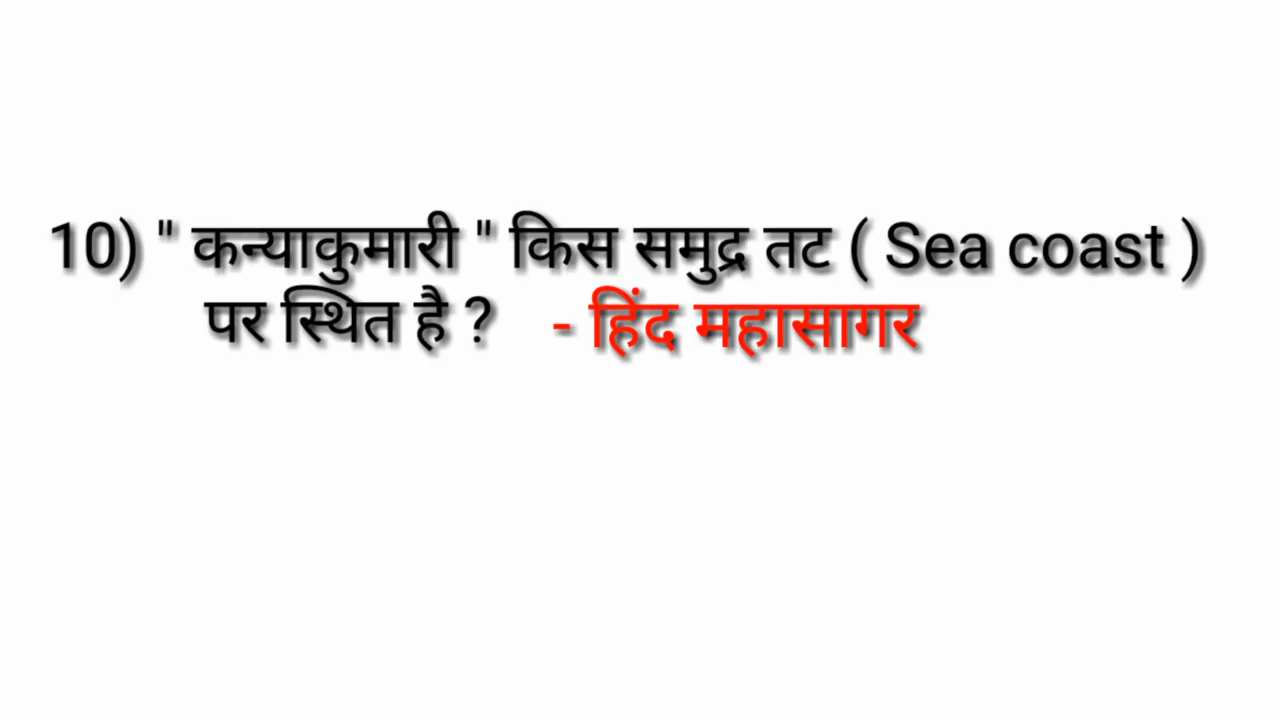 10) " कन्याकुमारी " किस समुद्र तट ( Sea coast )
पर स्थित है ? - हिंद महासागर